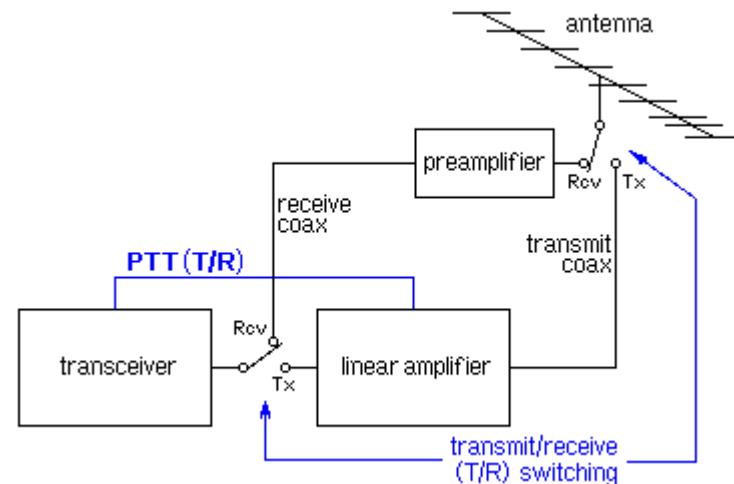 antenna
preamplifier
Rcv
Tx
receive
coax
transmit
coax
PTT (T/R)
Rcv
transceiver
linear amplifier
Tx
transmit/receive
(T/R) switching